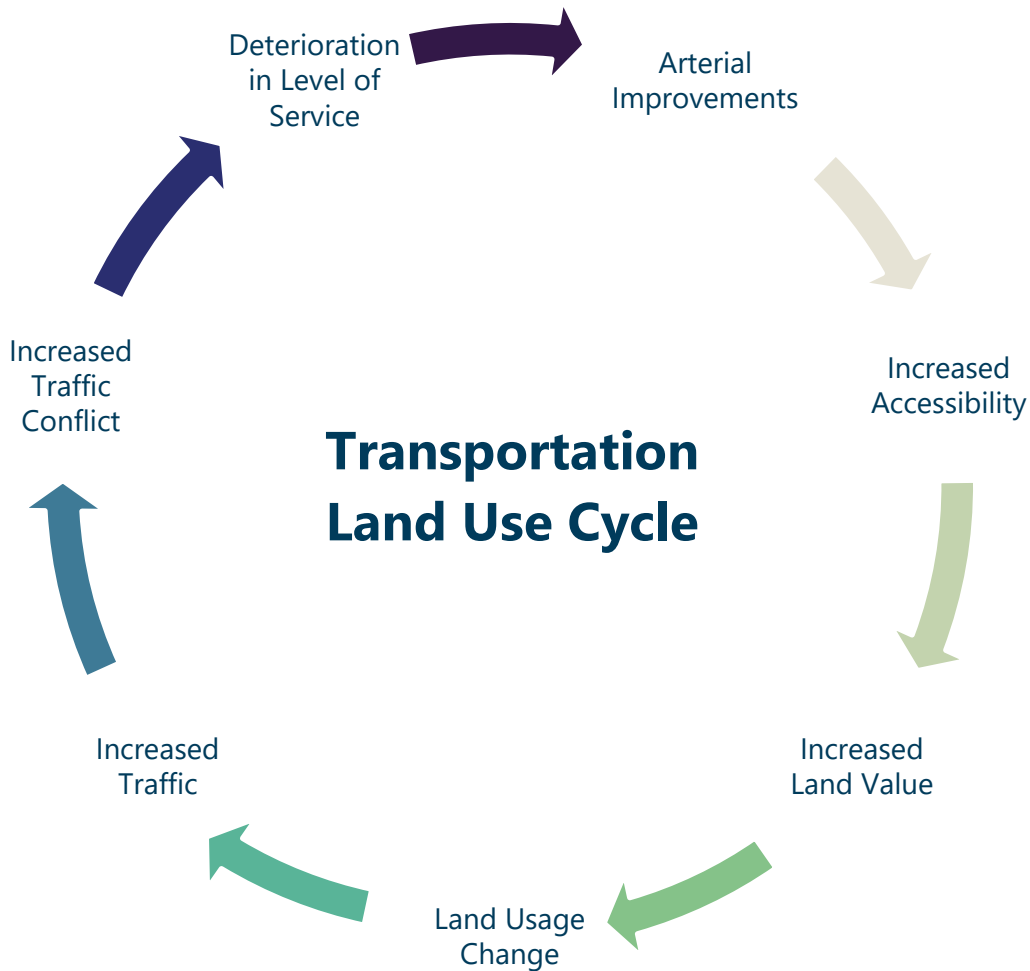 Deterioration
in Level of
Service
Arterial
Improvements
Increased
Accessibility
Increased
Land Value
Land Usage
Change
Increased
Traffic
Increased
Traffic
Conflict
Transportation
Land Use Cycle